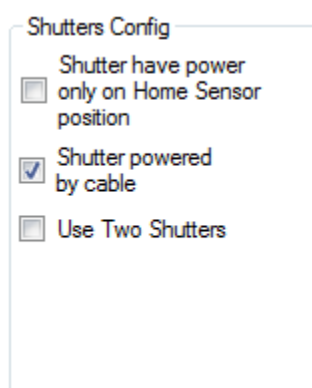 Shutters Config
Shutter have power
only on Home Sensor
position
Shutter powered
by cable
Use Two Shutters